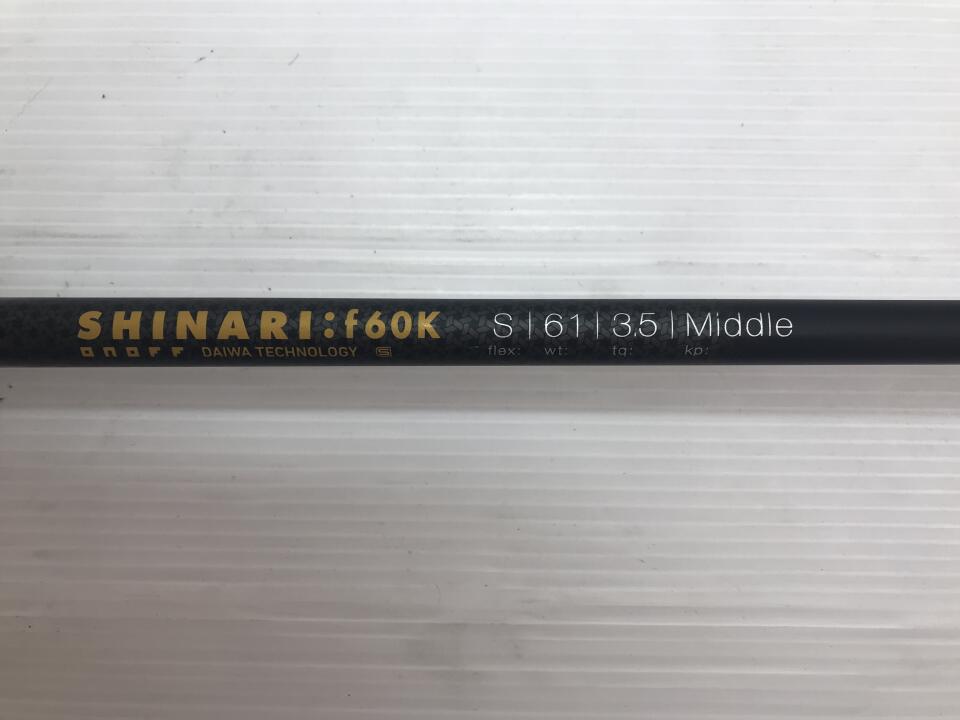 SHINARI:f60K S | 61 | 3.5 | Middle
ONOFF DAIWA TECHNOLOGY flex: wt: tq: kp: